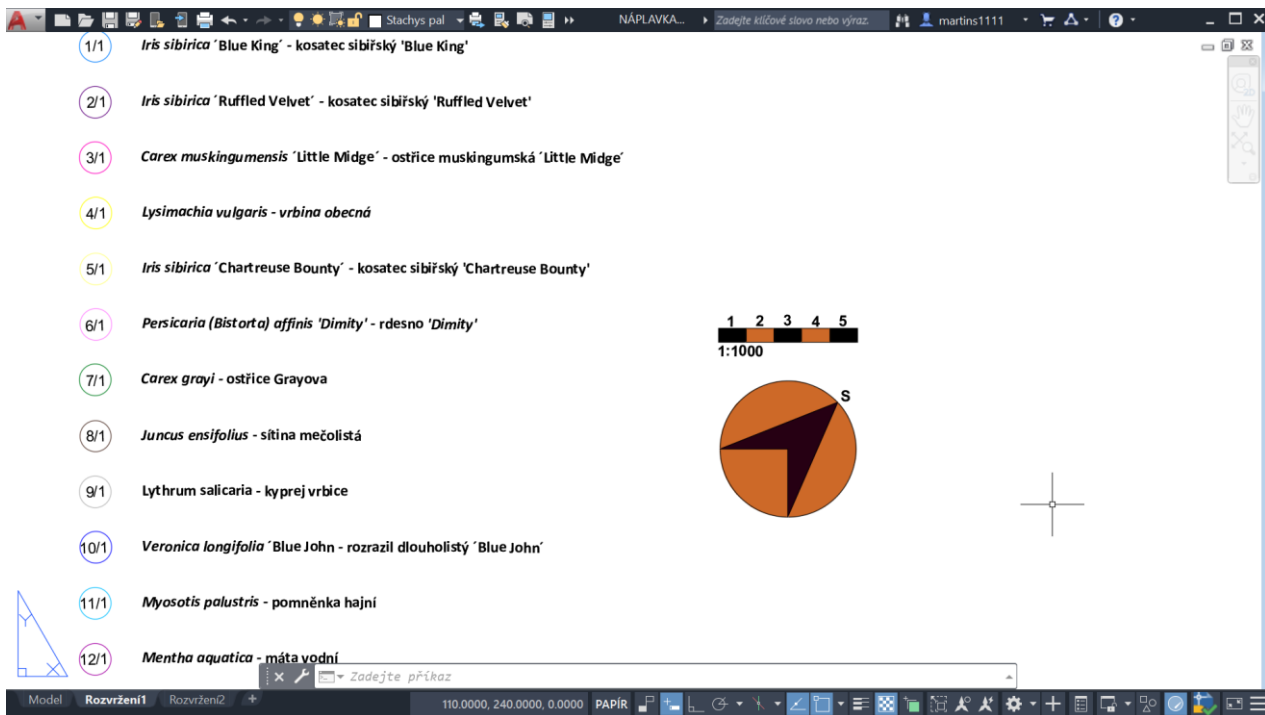 A Stachys pal NÁPLAVKA... Zadejte klíčové slovo nebo výraz. martins1111
1/1 Iris sibirica ´Blue King´ - kosatec sibiřský 'Blue King'
2/1 Iris sibirica ´Ruffled Velvet´ - kosatec sibiřský 'Ruffled Velvet'
3/1 Carex muskingumensis ´Little Midge´ - ostřice muskingumská ´Little Midge´
4/1 Lysimachia vulgaris - vrbina obecná
5/1 Iris sibirica ´Chartreuse Bounty´ - kosatec sibiřský 'Chartreuse Bounty'
6/1 Persicaria (Bistorta) affinis 'Dimity' - rdesno 'Dimity'
1 2 3 4 5
1:1000
7/1 Carex grayi - ostřice Grayova
S
8/1 Juncus ensifolius - sítina mečolistá
9/1 Lythrum salicaria - kyprej vrbice
10/1 Veronica longifolia ´Blue John - rozrazil dlouholistý ´Blue John´
11/1 Myosotis palustris - pomněnka hajní
Y
12/1 Mentha aquatica - máta vodní
X
Zadejte příkaz
Model Rozvržení1 Rozvržení2 + 110.0000, 240.0000, 0.0000 PAPÍR